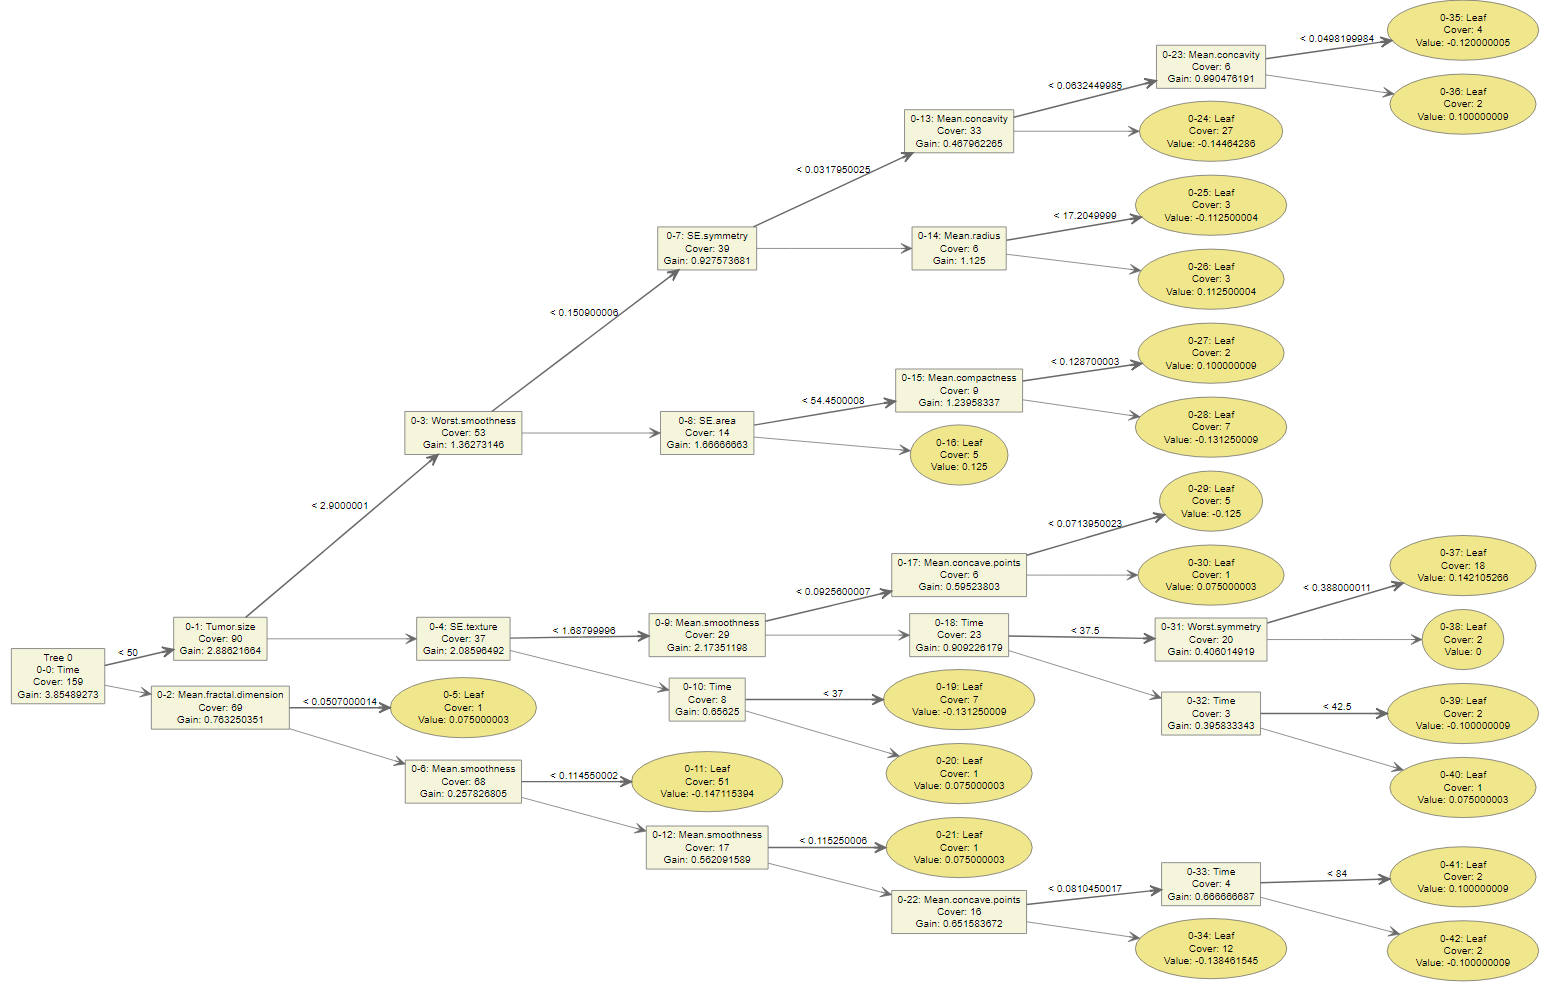 Tree 0
0-0: Time
Cover: 159
Gain: 3.85489273
< 50
0-1: Tumor.size
Cover: 90
Gain: 2.88621664
0-2: Mean.fractal.dimension
Cover: 69
Gain: 0.763250351
< 2.9000001
0-3: Worst.smoothness
Cover: 53
Gain: 1.36273146
0-4: SE.texture
Cover: 37
Gain: 2.08596492
< 0.0507000014
0-5: Leaf
Cover: 1
Value: 0.075000003
0-6: Mean.smoothness
Cover: 68
Gain: 0.257826805
< 0.150900006
0-7: SE.symmetry
Cover: 39
Gain: 0.927573681
0-8: SE.area
Cover: 14
Gain: 1.66666663
< 1.68799996
0-9: Mean.smoothness
Cover: 29
Gain: 2.17351198
0-10: Time
Cover: 8
Gain: 0.65625
< 0.114550002
0-11: Leaf
Cover: 51
Value: -0.147115394
0-12: Mean.smoothness
Cover: 17
Gain: 0.562091589
< 0.0317950025
0-13: Mean.concavity
Cover: 33
Gain: 0.467962265
0-14: Mean.radius
Cover: 6
Gain: 1.125
< 54.4500008
0-15: Mean.compactness
Cover: 9
Gain: 1.23958337
0-16: Leaf
Cover: 5
Value: 0.125
< 0.0925600007
0-17: Mean.concave.points
Cover: 6
Gain: 0.59523803
0-18: Time
Cover: 23
Gain: 0.909226179
< 37
0-19: Leaf
Cover: 7
Value: -0.131250009
0-20: Leaf
Cover: 1
Value: 0.075000003
< 0.115250006
0-21: Leaf
Cover: 1
Value: 0.075000003
0-22: Mean.concave.points
Cover: 16
Gain: 0.651583672
< 0.0632449985
0-23: Mean.concavity
Cover: 6
Gain: 0.990476191
0-24: Leaf
Cover: 27
Value: -0.14464286
< 17.2049999
0-25: Leaf
Cover: 3
Value: -0.112500004
0-26: Leaf
Cover: 3
Value: 0.112500004
< 0.128700003
0-27: Leaf
Cover: 2
Value: 0.100000009
0-28: Leaf
Cover: 7
Value: -0.131250009
< 0.0713950023
0-29: Leaf
Cover: 5
Value: -0.125
0-30: Leaf
Cover: 1
Value: 0.075000003
< 37.5
0-31: Worst.symmetry
Cover: 20
Gain: 0.406014919
0-32: Time
Cover: 3
Gain: 0.395833343
< 0.0810450017
0-33: Time
Cover: 4
Gain: 0.666666687
0-34: Leaf
Cover: 12
Value: -0.138461545
< 0.0498199984
0-35: Leaf
Cover: 4
Value: -0.120000005
0-36: Leaf
Cover: 2
Value: 0.100000009
< 0.388000011
0-37: Leaf
Cover: 18
Value: 0.142105266
0-38: Leaf
Cover: 2
Value: 0
< 42.5
0-39: Leaf
Cover: 2
Value: -0.100000009
0-40: Leaf
Cover: 1
Value: 0.075000003
< 84
0-41: Leaf
Cover: 2
Value: 0.100000009
0-42: Leaf
Cover: 2
Value: -0.100000009